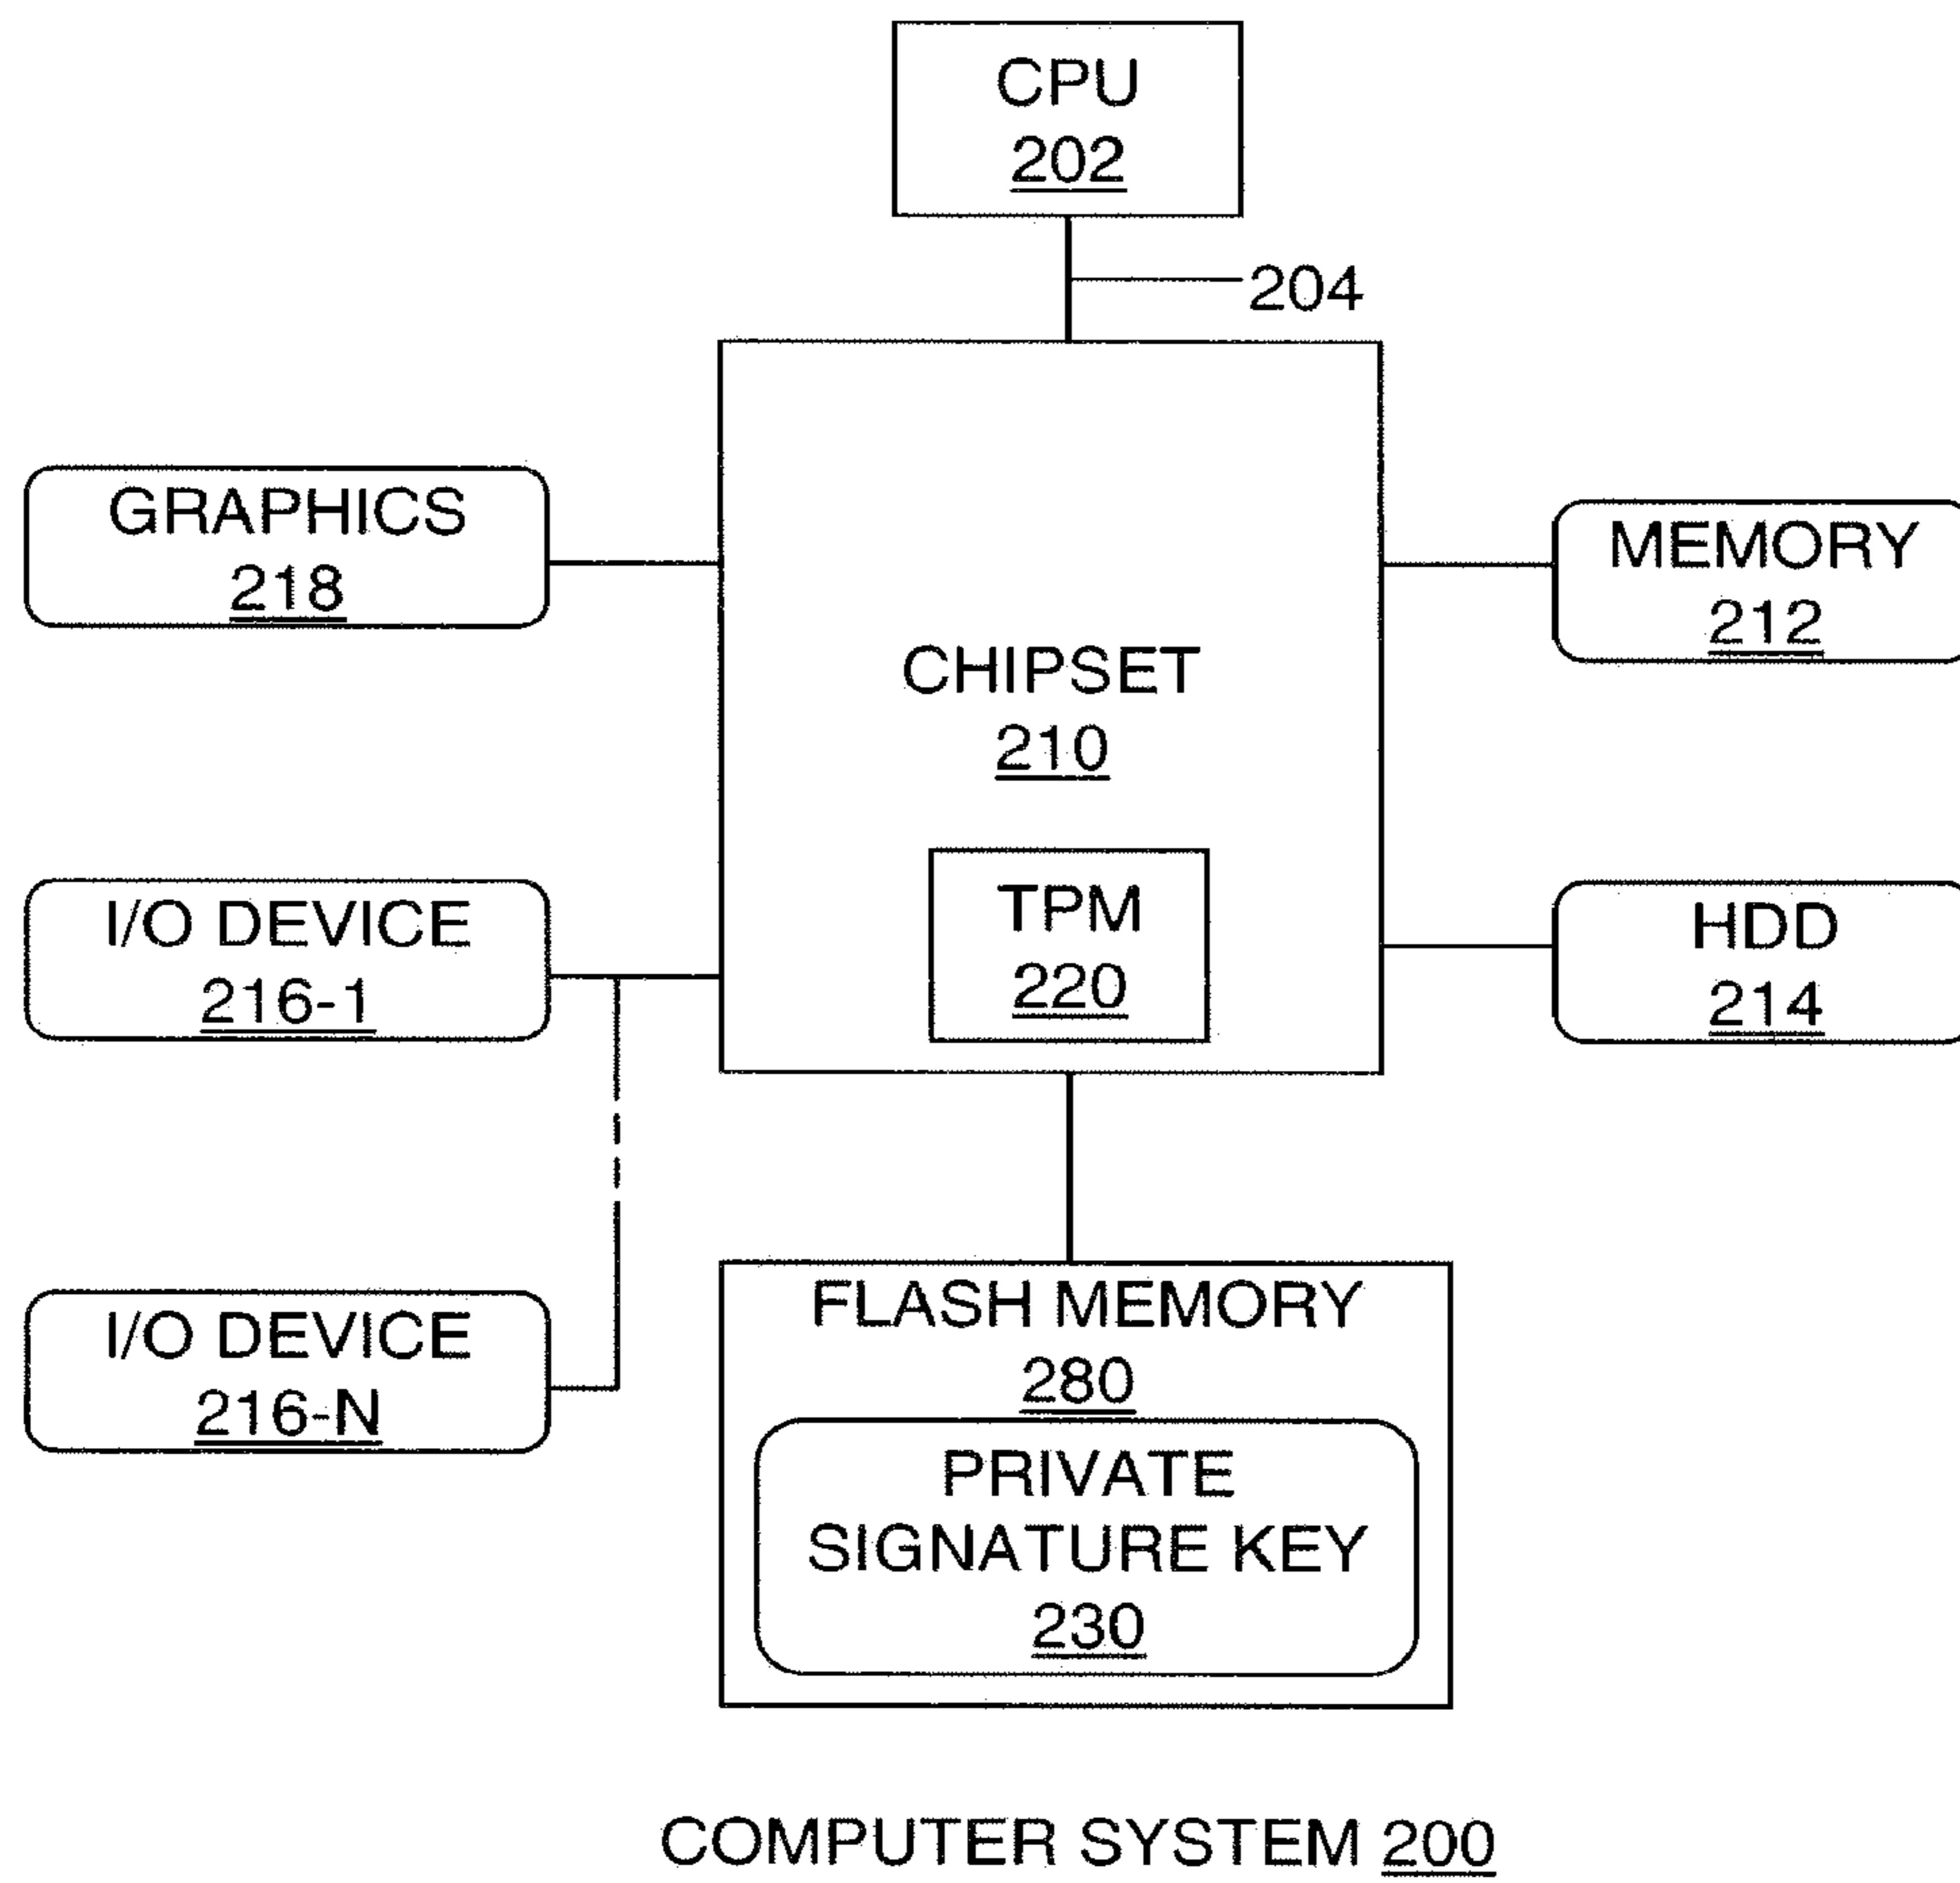 CPU
202
204
GRAPHICS
218
MEMORY
212
CHIPSET
210
TPM
220
I/O DEVICE
216-1
HDD
214
I/O DEVICE
216-N
FLASH MEMORY
280
PRIVATE
SIGNATURE KEY
230
COMPUTER SYSTEM 200